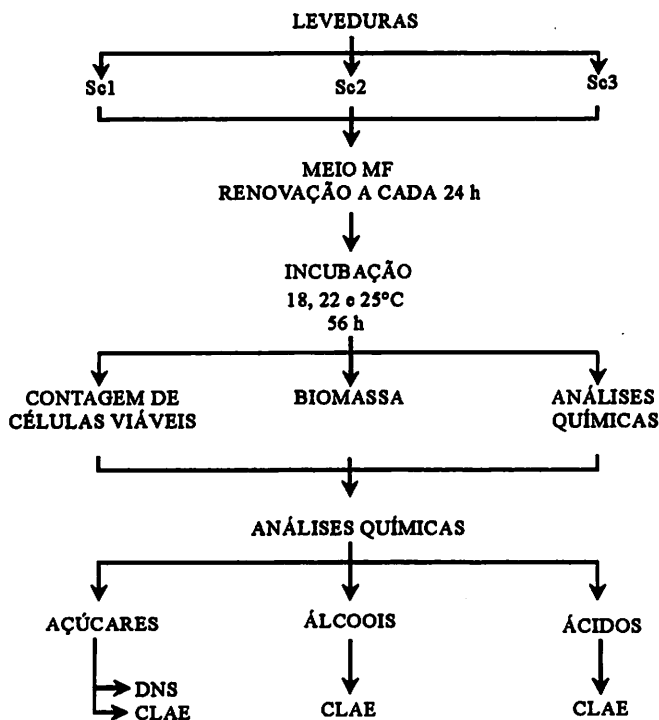 LEVEDURAS
Sc1 Sc2 Sc3
MEIO MF
RENOVAÇÃO A CADA 24 h
INCUBAÇÃO
18, 22 e 25°C
56 h
CONTAGEM DE CÉLULAS VIÁVEIS
BIOMASSA
ANÁLISES QUÍMICAS
ANÁLISES QUÍMICAS
AÇÚCARES ÁLCOOIS ÁCIDOS
DNS
CLAE CLAE CLAE